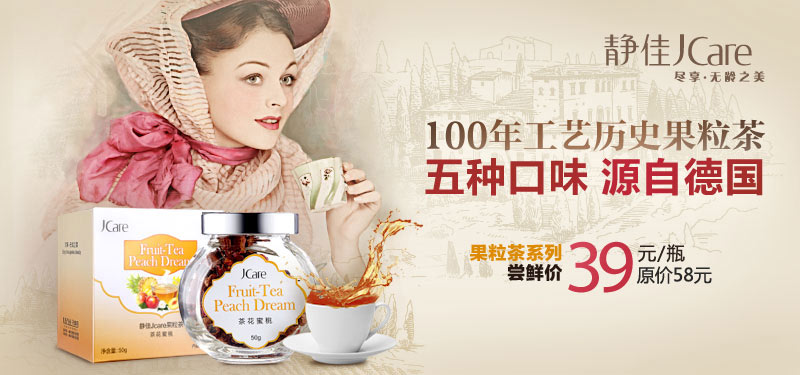 静佳JCare
尽享·无龄之美
100年工艺历史果粒茶
五种口味 源自德国
果粒茶系列
尝鲜价
39
元/瓶
原价58元
JCare
Fruit-Tea
Peach Dream
静佳Jcare果粒茶
茶花蜜桃
净含量: 50g
JCare
Fruit-Tea
Peach Dream
茶花蜜桃
50g